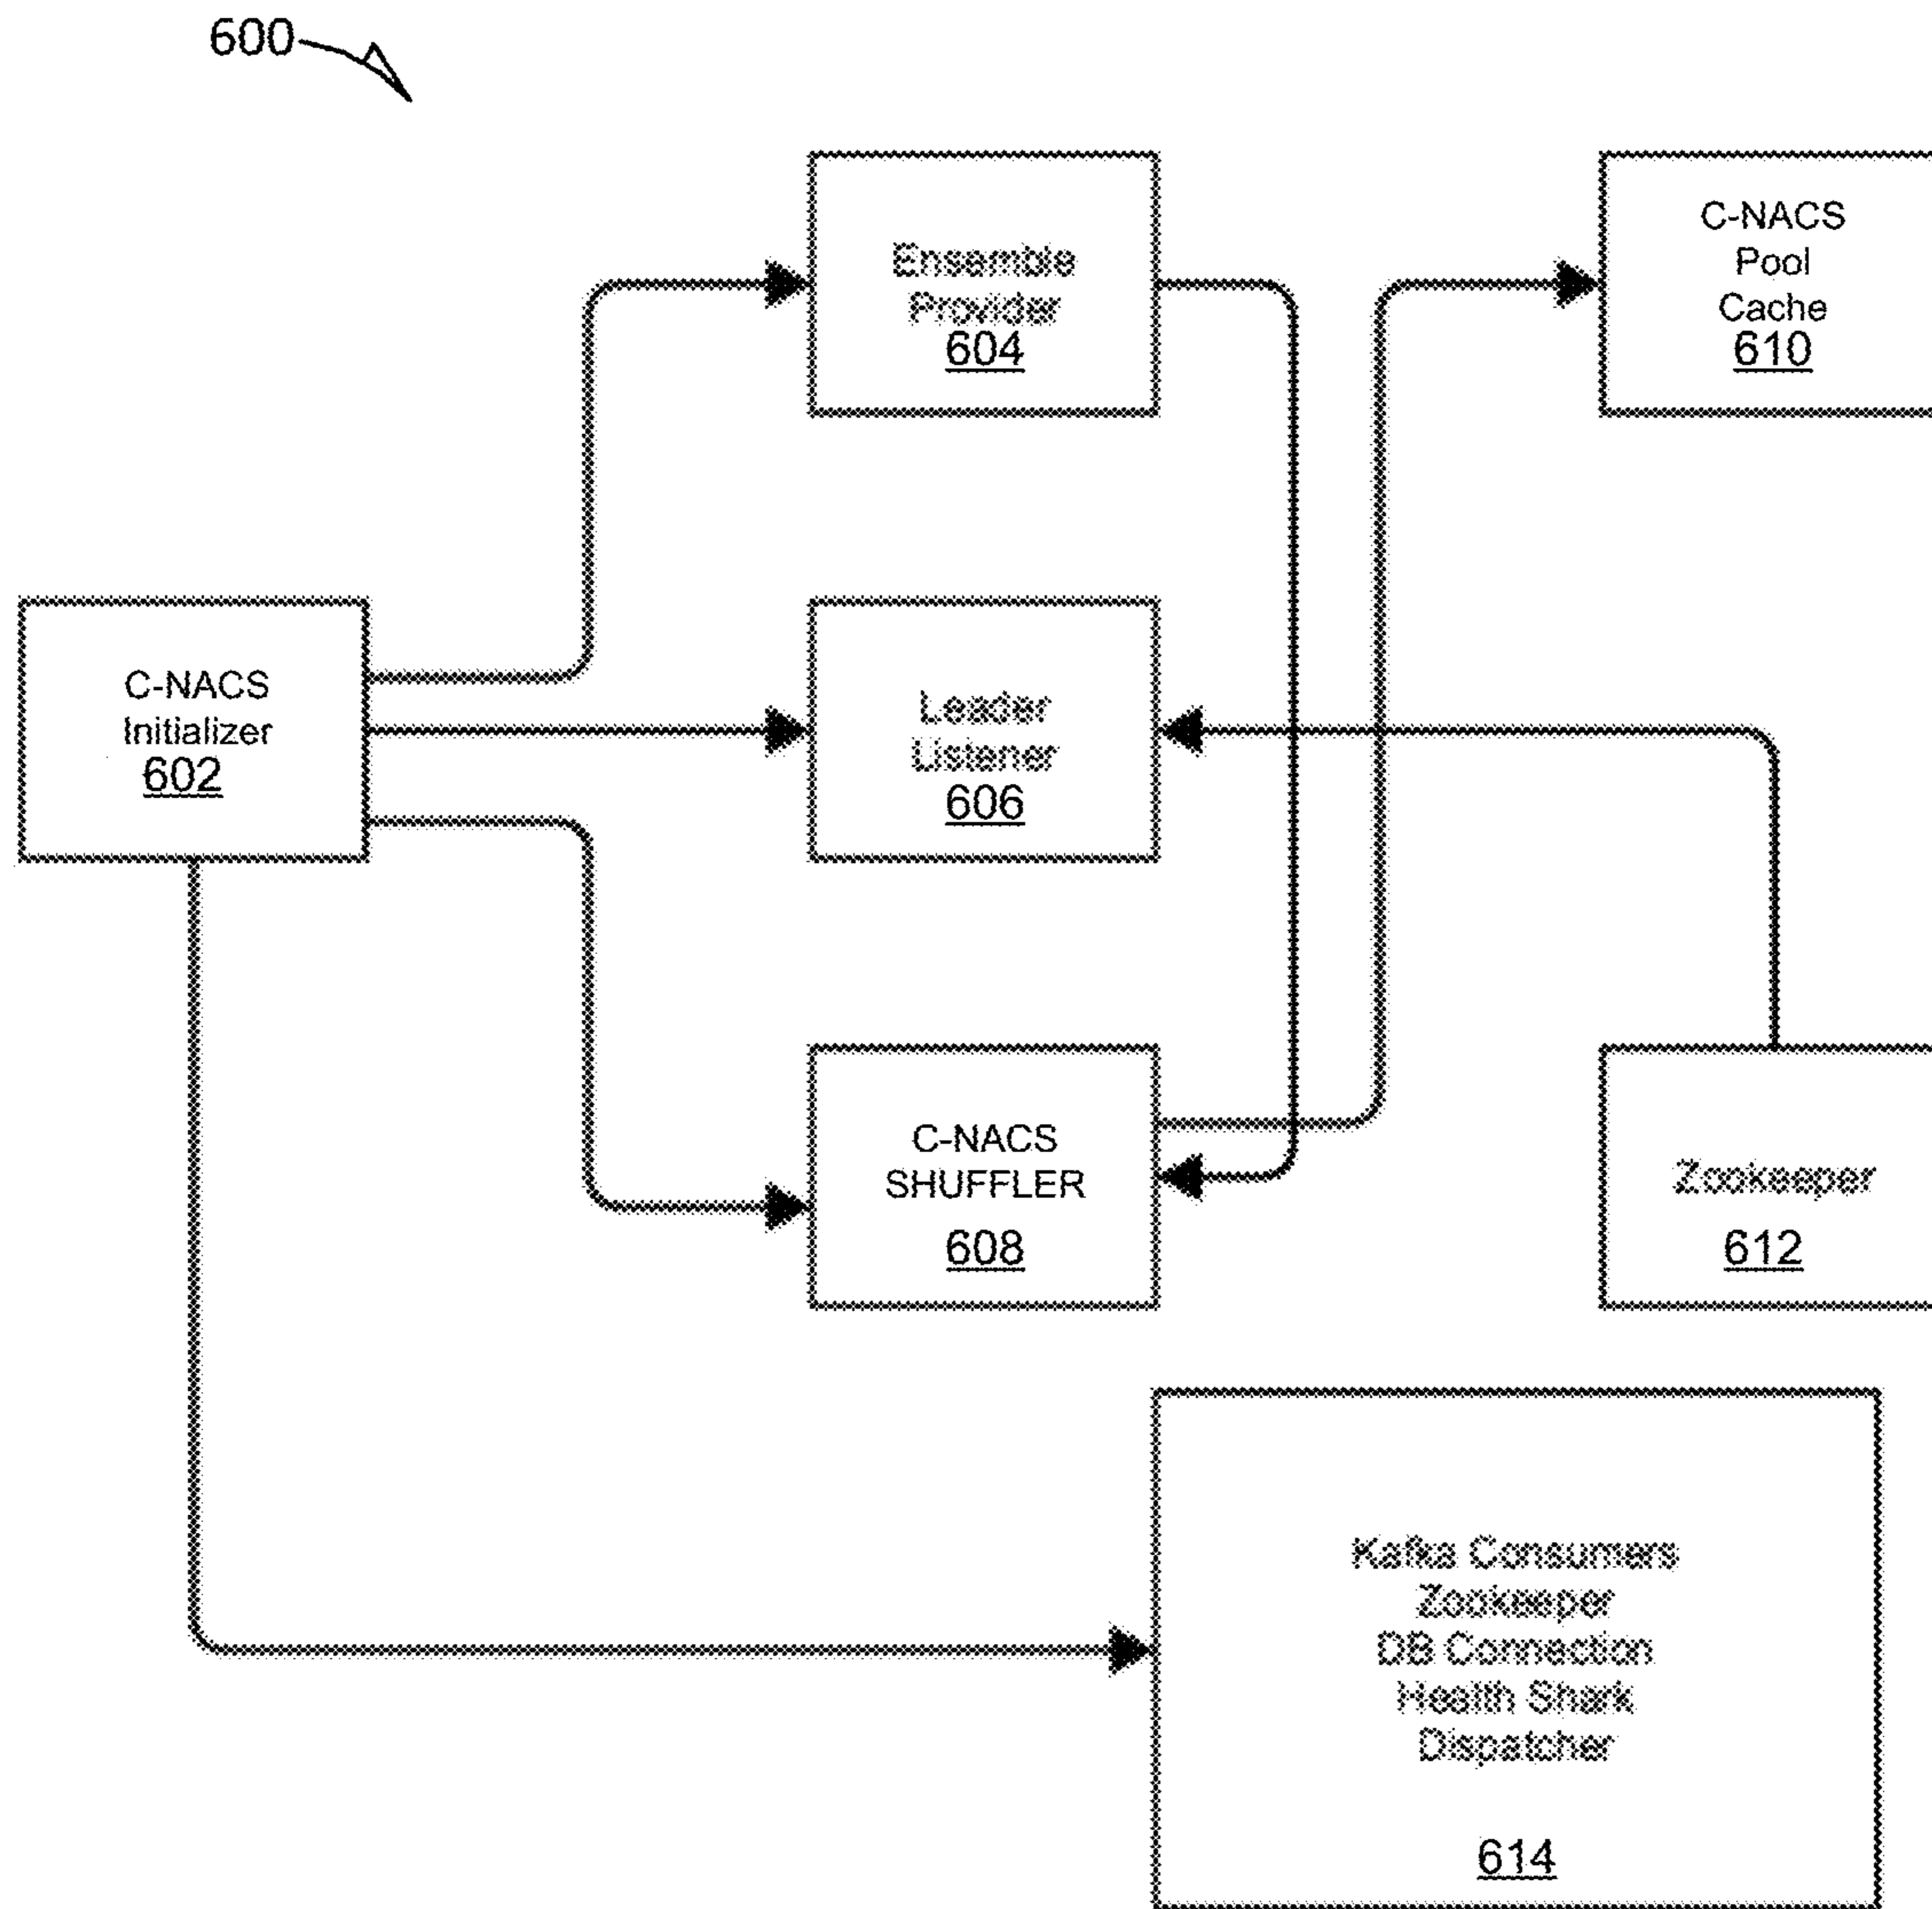 600
Ensemble
Provider
604
C-NACS
Pool
Cache
610
C-NACS
Initializer
602
Leader
Listener
606
C-NACS
SHUFFLER
608
Zookeeper
612
Kafka Consumers
Zookeeper
DB Connection
Health Shark
Dispatcher
614